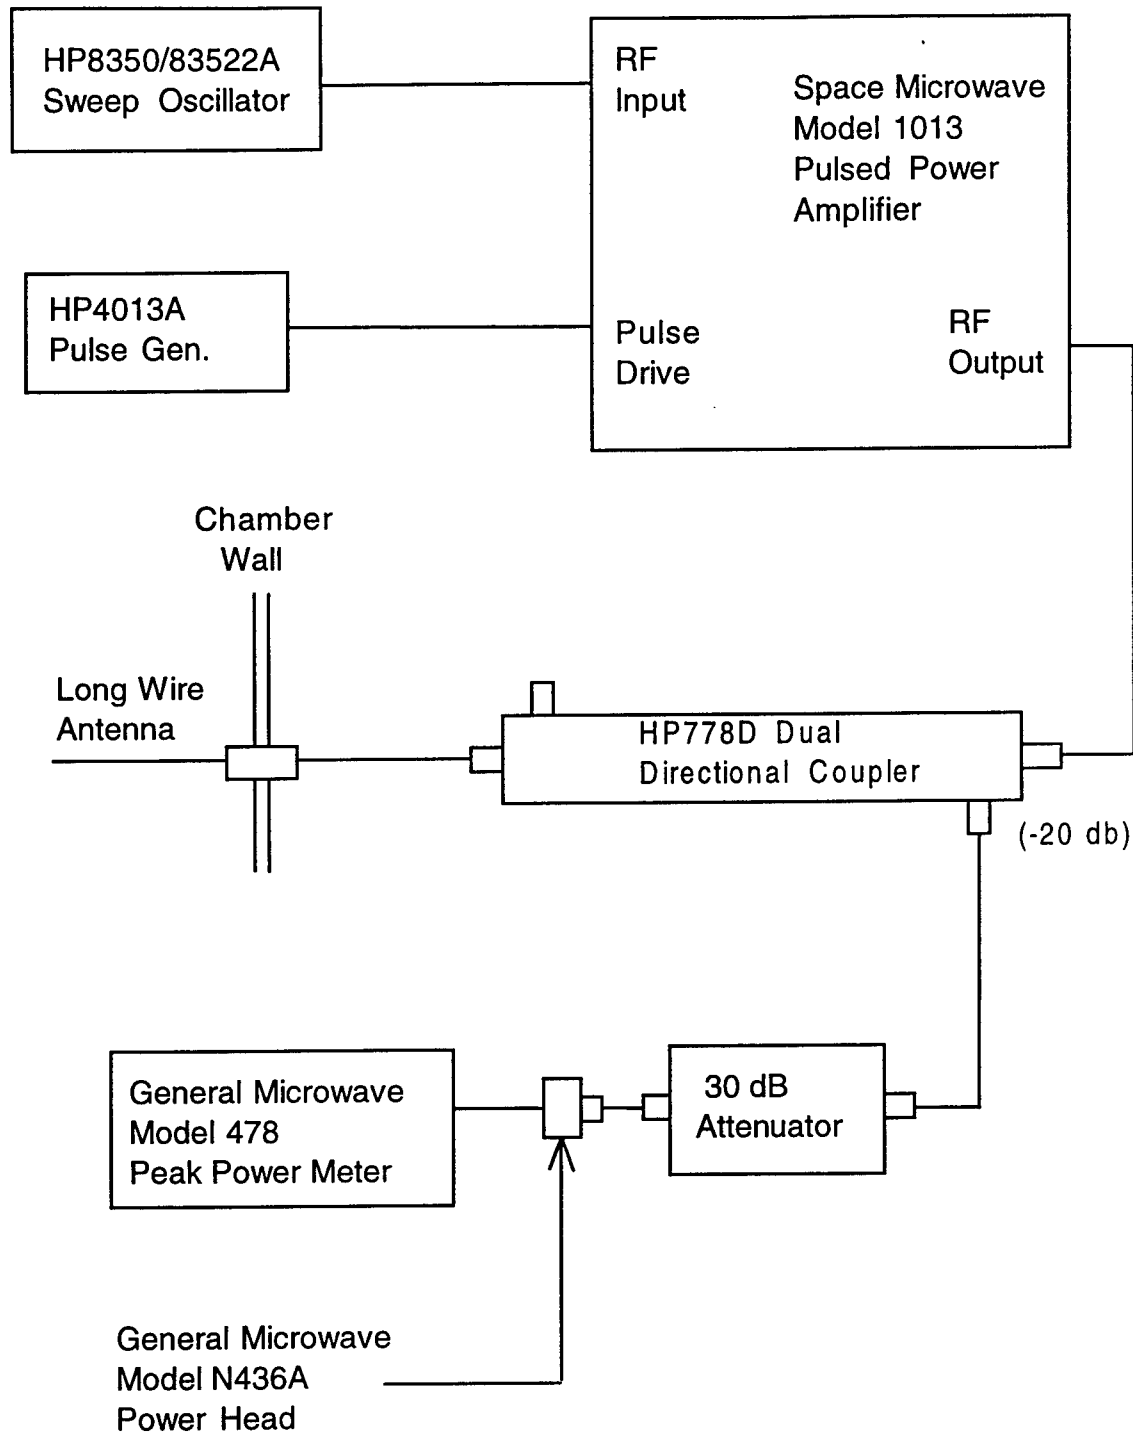 HP8350/83522A
Sweep Oscillator
RF
Input
Space Microwave
Model 1013
Pulsed Power
Amplifier
HP4013A
Pulse Gen.
Pulse
Drive
RF
Output
Chamber
Wall
Long Wire
Antenna
HP778D Dual
Directional Coupler
(-20 db)
General Microwave
Model 478
Peak Power Meter
30 dB
Attenuator
General Microwave
Model N436A
Power Head